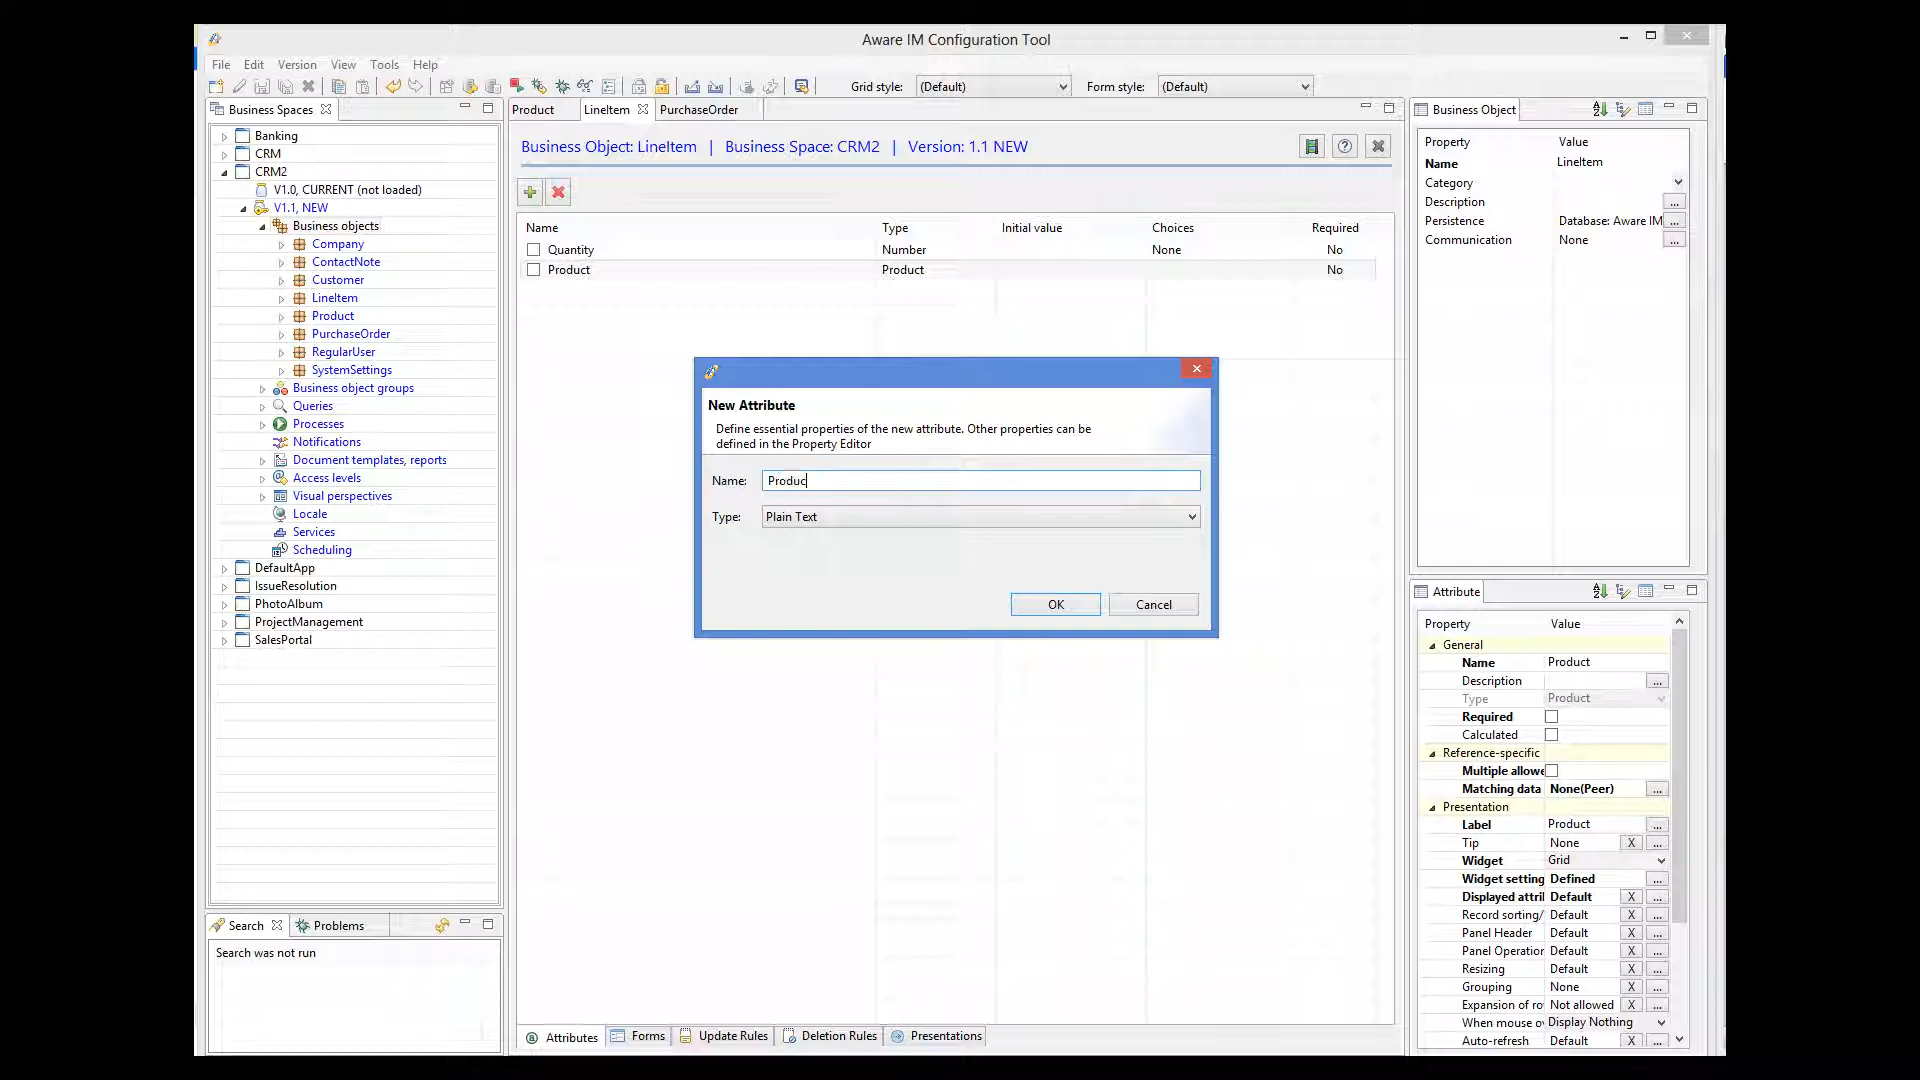 Aware IM Configuration Tool
File Edit Version View Tools Help
Grid style: (Default) Form style: (Default)
Business Spaces
Banking
CRM
CRM2
V1.0, CURRENT (not loaded)
V1.1, NEW
Business objects
Company
ContactNote
Customer
LineItem
Product
PurchaseOrder
RegularUser
SystemSettings
Business object groups
Queries
Processes
Notifications
Document templates, reports
Access levels
Visual perspectives
Locale
Services
Scheduling
DefaultApp
IssueResolution
PhotoAlbum
ProjectManagement
SalesPortal
Search Problems
Search was not run
Product LineItem PurchaseOrder
Business Object: LineItem | Business Space: CRM2 | Version: 1.1 NEW
Name Type Initial value Choices Required
Quantity Number None No
Product Product No
New Attribute
Define essential properties of the new attribute. Other properties can be
defined in the Property Editor
Name: Produc
Type: Plain Text
OK Cancel
Attributes Forms Update Rules Deletion Rules Presentations
Business Object
Property Value
Name LineItem
Category
Description ...
Persistence Database: Aware IM ...
Communication None ...
Attribute
Property Value
General
Name Product
Description ...
Type Product
Required
Calculated
Reference-specific
Multiple allowe
Matching data None(Peer) ...
Presentation
Label Product ...
Tip None X ...
Widget Grid
Widget setting Defined ...
Displayed attril Default X ...
Record sorting/ Default X ...
Panel Header Default X ...
Panel Operation Default X ...
Resizing Default X ...
Grouping None X ...
Expansion of ro Not allowed X ...
When mouse o Display Nothing
Auto-refresh Default X ...